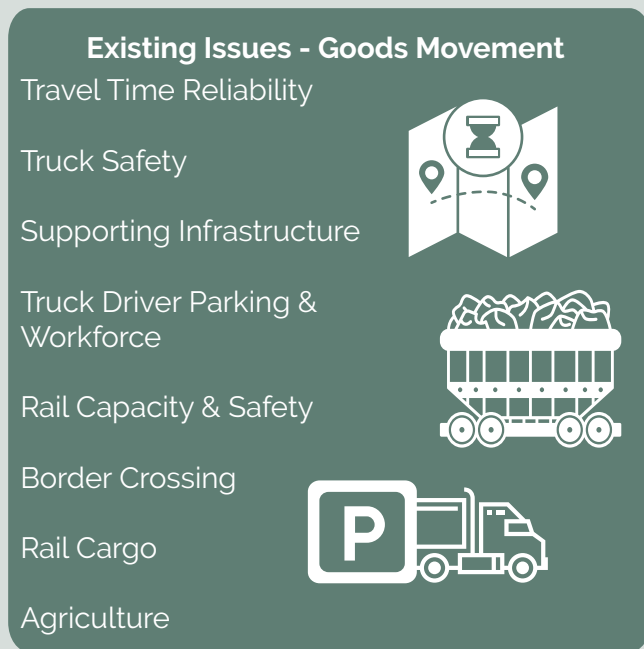 Existing Issues - Goods Movement
Travel Time Reliability
Truck Safety
Supporting Infrastructure
Truck Driver Parking &
Workforce
Rail Capacity & Safety
Border Crossing
P
Rail Cargo
Agriculture